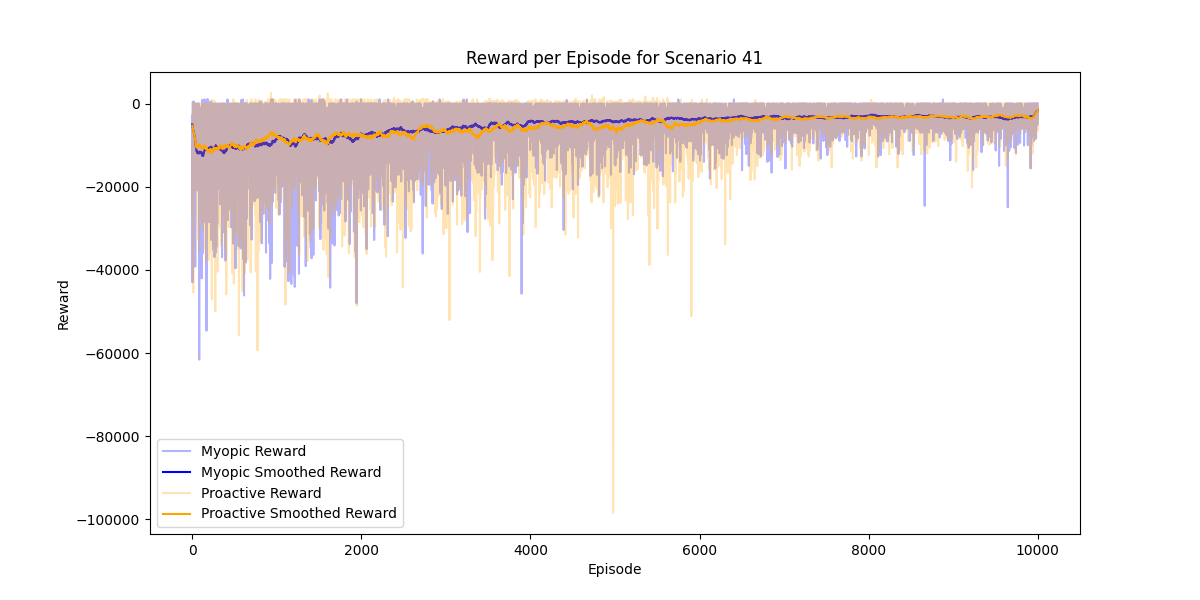 Reward per Episode for Scenario 41
0
−20000
−40000
−60000
−80000
−100000
Reward
Myopic Reward
Myopic Smoothed Reward
Proactive Reward
Proactive Smoothed Reward
0 2000 4000 6000 8000 10000
Episode